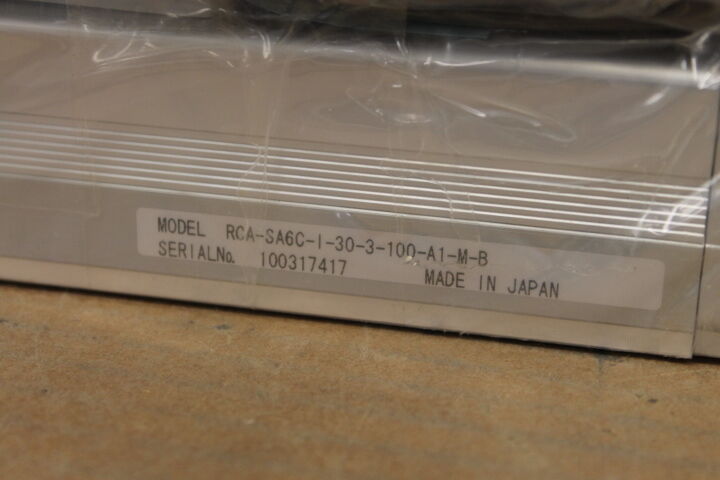 MODEL RCA-SA6C-I-30-3-100-A1-M-B
SERIALNo. 100317417 MADE IN JAPAN